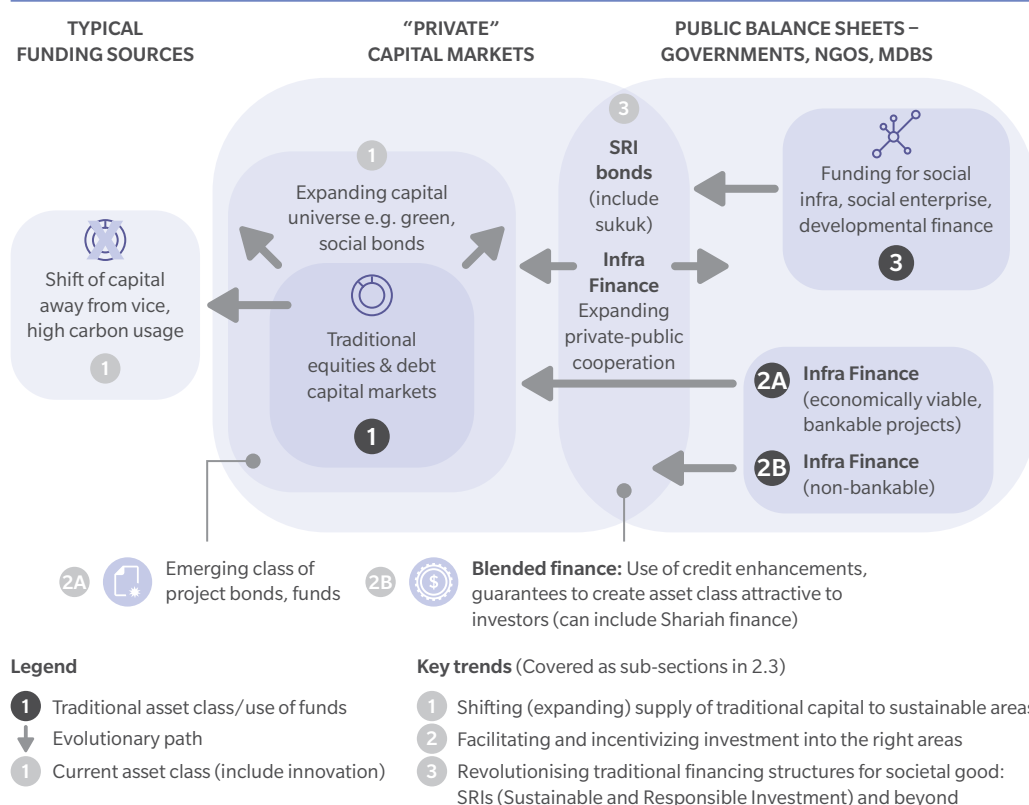 TYPICAL
FUNDING SOURCES
"PRIVATE"
CAPITAL MARKETS
PUBLIC BALANCE SHEETS –
GOVERNMENTS, NGOS, MDBS
1
Expanding capital
universe e.g. green,
social bonds
Shift of capital
away from vice,
high carbon usage
1
Traditional
equities & debt
capital markets
1
3
SRI
bonds
(include
sukuk)
Infra
Finance
Expanding
private-public
cooperation
Funding for social
infra, social enterprise,
developmental finance
3
2A Infra Finance
(economically viable,
bankable projects)
2B Infra Finance
(non-bankable)
2A Emerging class of
project bonds, funds
2B $ Blended finance: Use of credit enhancements,
guarantees to create asset class attractive to
investors (can include Shariah finance)
Legend
1 Traditional asset class/use of funds
Evolutionary path
1 Current asset class (include innovation)
Key trends (Covered as sub-sections in 2.3)
1 Shifting (expanding) supply of traditional capital to sustainable areas
2 Facilitating and incentivizing investment into the right areas
3 Revolutionising traditional financing structures for societal good:
SRIs (Sustainable and Responsible Investment) and beyond